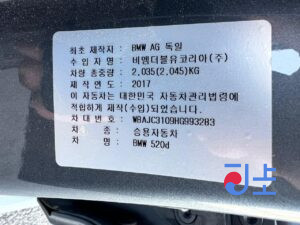 최초 제작자 : BMW AG 독일
수 입 자 명 : 비엠더블유코리아(주)
차량 총중량 : 2,035(2,045)KG
제작 연도 : 2017
이 자동차는 대한민국 자동차관리법령에
적합하게 제작(수입)되었습니다.
차 대 번 호 : WBAJC3109HG993283
차 종 : 승용자동차
차 명 : BMW 520d